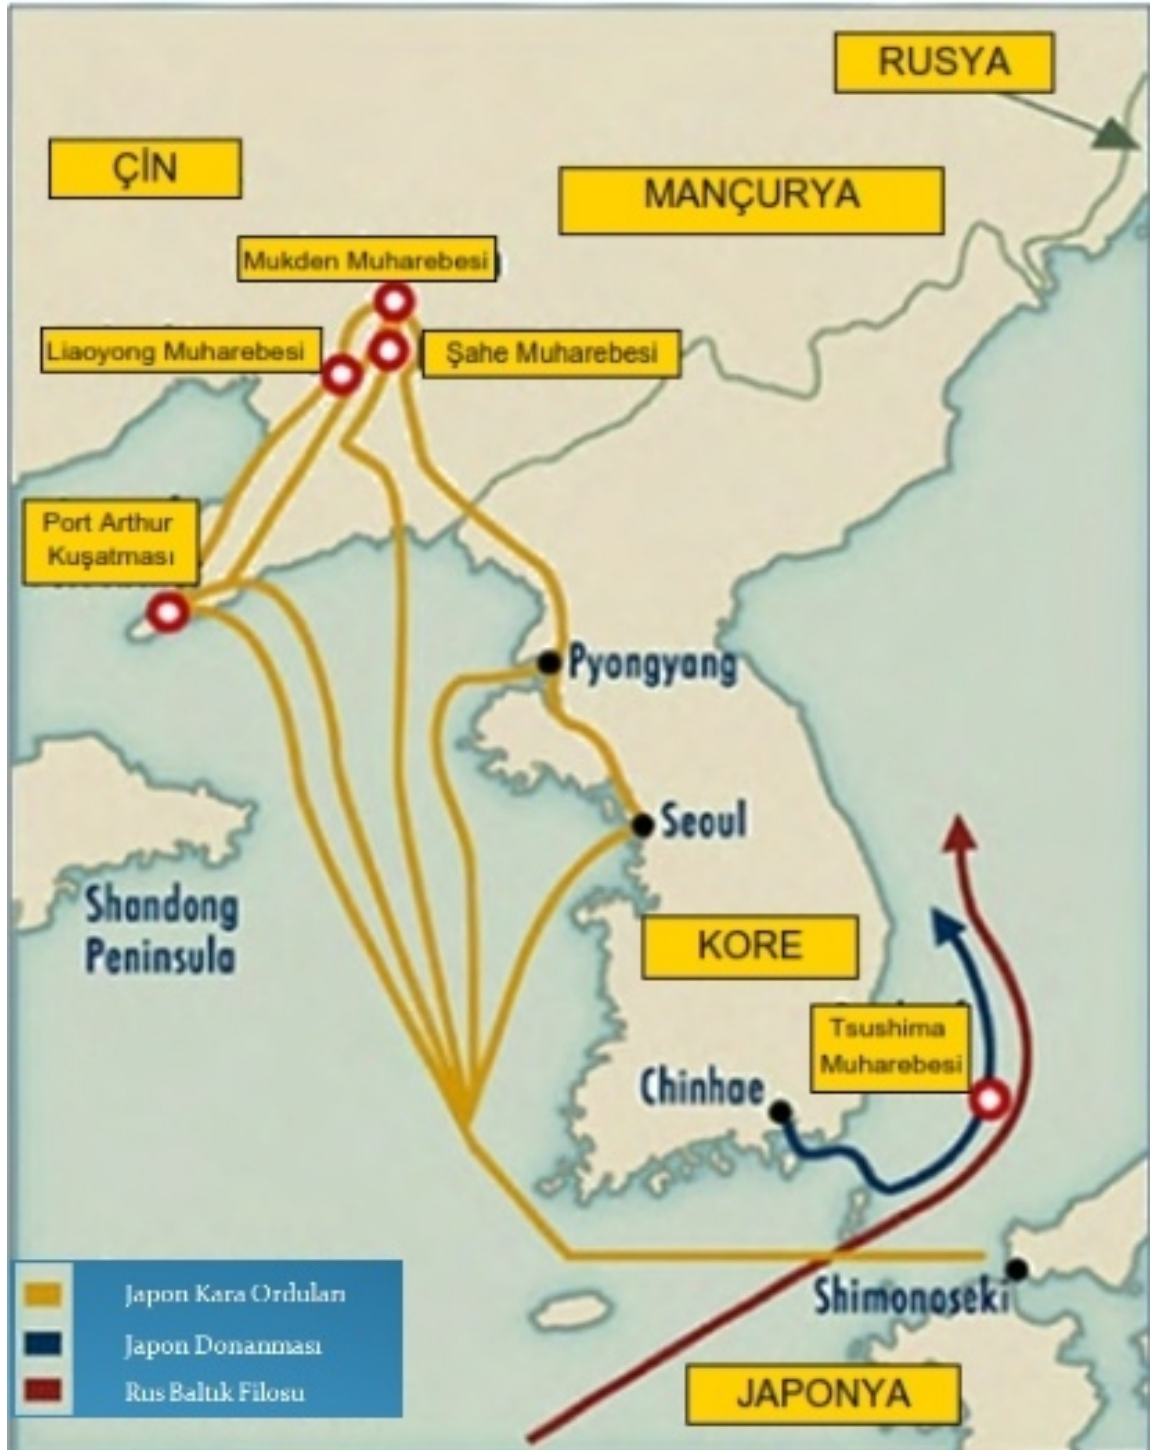 RUSYA
ÇİN
MANÇURYA
Mukden Muharebesi
Liaoyong Muharebesi
Şahe Muharebesi
Port Arthur
Kuşatması
Pyongyang
Seoul
Shandong
Peninsula
KORE
Tsushima
Muharebesi
Chinhae
Shimonoseki
JAPONYA
Japon Kara Orduları
Japon Donanması
Rus Baltık Filosu